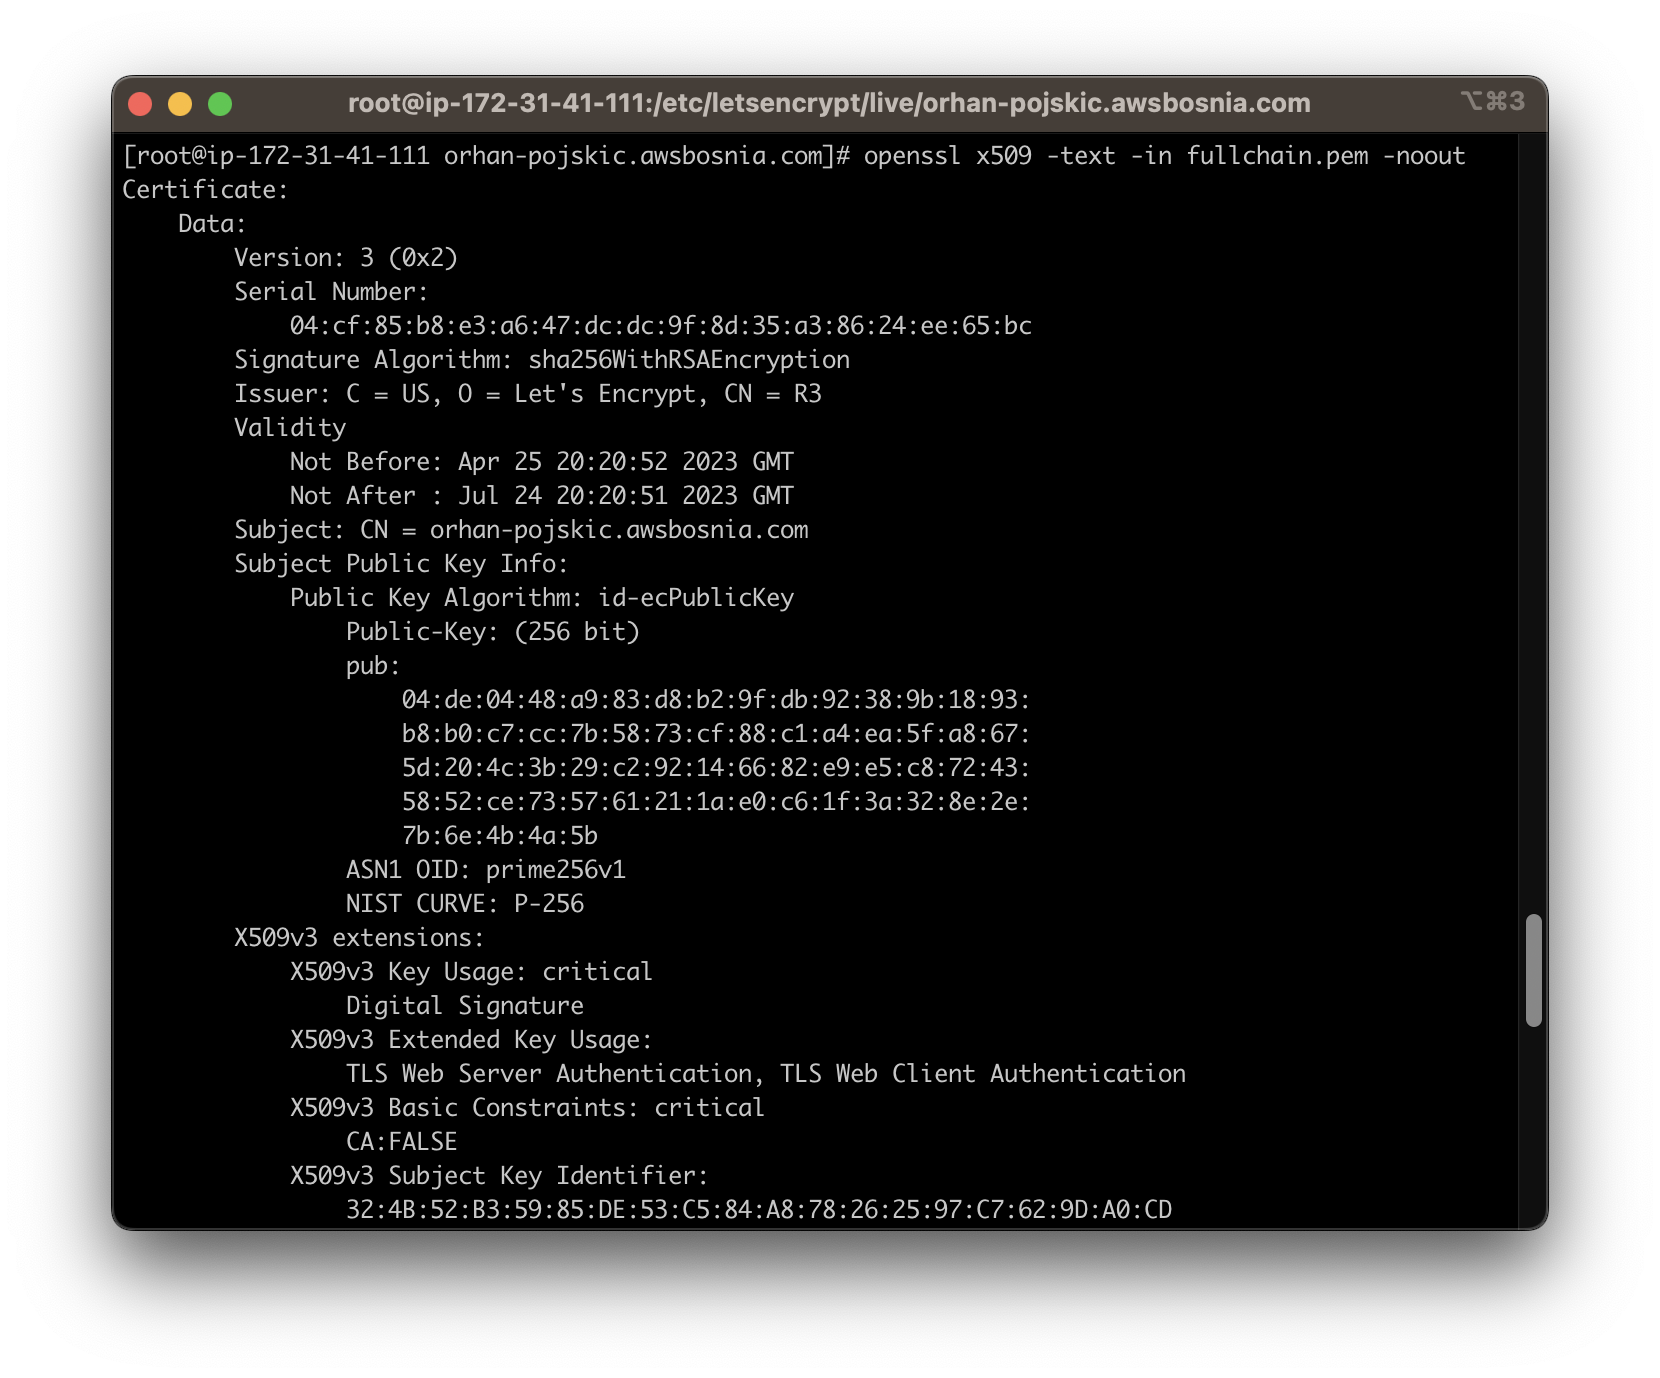 root@ip-172-31-41-111:/etc/letsencrypt/live/orhan-pojskic.awsbosnia.com
⌥⌘3
[root@ip-172-31-41-111 orhan-pojskic.awsbosnia.com]# openssl x509 -text -in fullchain.pem -noout
Certificate:
    Data:
        Version: 3 (0x2)
        Serial Number:
            04:cf:85:b8:e3:a6:47:dc:dc:9f:8d:35:a3:86:24:ee:65:bc
        Signature Algorithm: sha256WithRSAEncryption
        Issuer: C = US, O = Let's Encrypt, CN = R3
        Validity
            Not Before: Apr 25 20:20:52 2023 GMT
            Not After : Jul 24 20:20:51 2023 GMT
        Subject: CN = orhan-pojskic.awsbosnia.com
        Subject Public Key Info:
            Public Key Algorithm: id-ecPublicKey
                Public-Key: (256 bit)
                pub:
                    04:de:04:48:a9:83:d8:b2:9f:db:92:38:9b:18:93:
                    b8:b0:c7:cc:7b:58:73:cf:88:c1:a4:ea:5f:a8:67:
                    5d:20:4c:3b:29:c2:92:14:66:82:e9:e5:c8:72:43:
                    58:52:ce:73:57:61:21:1a:e0:c6:1f:3a:32:8e:2e:
                    7b:6e:4b:4a:5b
                ASN1 OID: prime256v1
                NIST CURVE: P-256
        X509v3 extensions:
            X509v3 Key Usage: critical
                Digital Signature
            X509v3 Extended Key Usage:
                TLS Web Server Authentication, TLS Web Client Authentication
            X509v3 Basic Constraints: critical
                CA:FALSE
            X509v3 Subject Key Identifier:
                32:4B:52:B3:59:85:DE:53:C5:84:A8:78:26:25:97:C7:62:9D:A0:CD